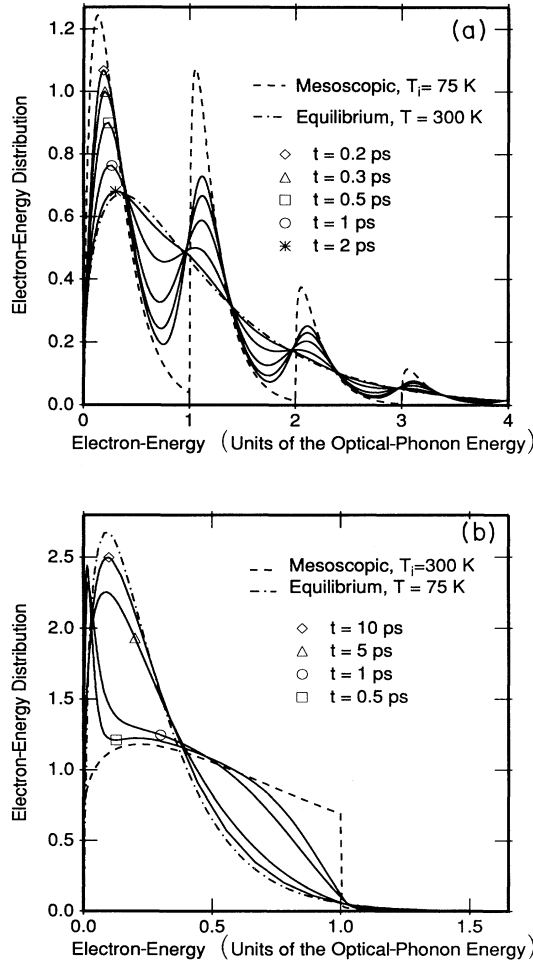 (a)
1.2
1.0
0.8
0.6
0.4
0.2
0.0
Electron-Energy Distribution
Mesoscopic, Ti= 75 K
Equilibrium, T = 300 K
t = 0.2 ps
t = 0.3 ps
t = 0.5 ps
t = 1 ps
t = 2 ps
0 1 2 3 4
Electron-Energy (Units of the Optical-Phonon Energy)
(b)
2.5
2.0
1.5
1.0
0.5
0.0
Electron-Energy Distribution
Mesoscopic, Ti=300 K
Equilibrium, T = 75 K
t = 10 ps
t = 5 ps
t = 1 ps
t = 0.5 ps
0.0 0.5 1.0 1.5
Electron-Energy (Units of the Optical-Phonon Energy)